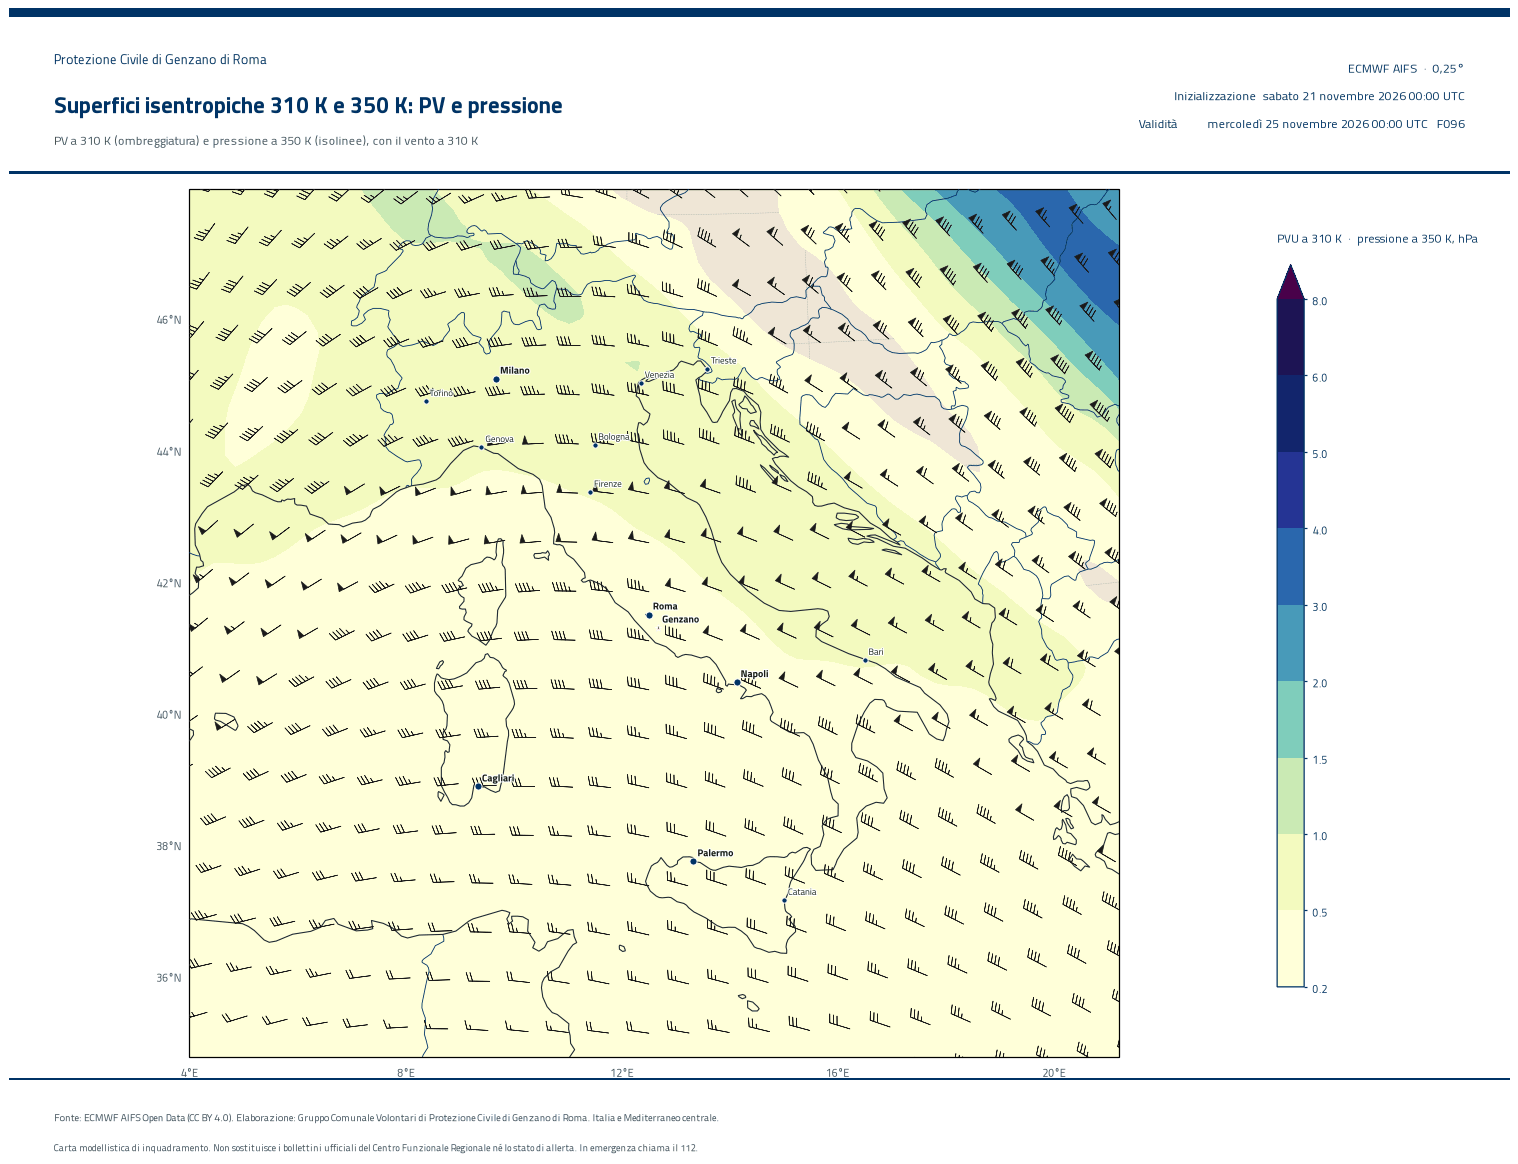 Protezione Civile di Genzano di Roma
Superfici isentropiche 310 K e 350 K: PV e pressione
PV a 310 K (ombreggiatura) e pressione a 350 K (isolinee), con il vento a 310 K
ECMWF AIFS · 0,25°
Inizializzazione sabato 21 novembre 2026 00:00 UTC
Validità mercoledì 25 novembre 2026 00:00 UTC F096
PVU a 310 K · pressione a 350 K, hPa
8.0
6.0
5.0
4.0
3.0
2.0
1.5
1.0
0.5
0.2
46°N
44°N
42°N
40°N
38°N
36°N
4°E
8°E
12°E
16°E
20°E
Trieste
Milano
Venezia
Torino
Genova
Bologna
Firenze
Roma
Genzano
Bari
Napoli
Cagliari
Palermo
Catania
Fonte: ECMWF AIFS Open Data (CC BY 4.0). Elaborazione: Gruppo Comunale Volontari di Protezione Civile di Genzano di Roma. Italia e Mediterraneo centrale.
Carta modellistica di inquadramento. Non sostituisce i bollettini ufficiali del Centro Funzionale Regionale né lo stato di allerta. In emergenza chiama il 112.